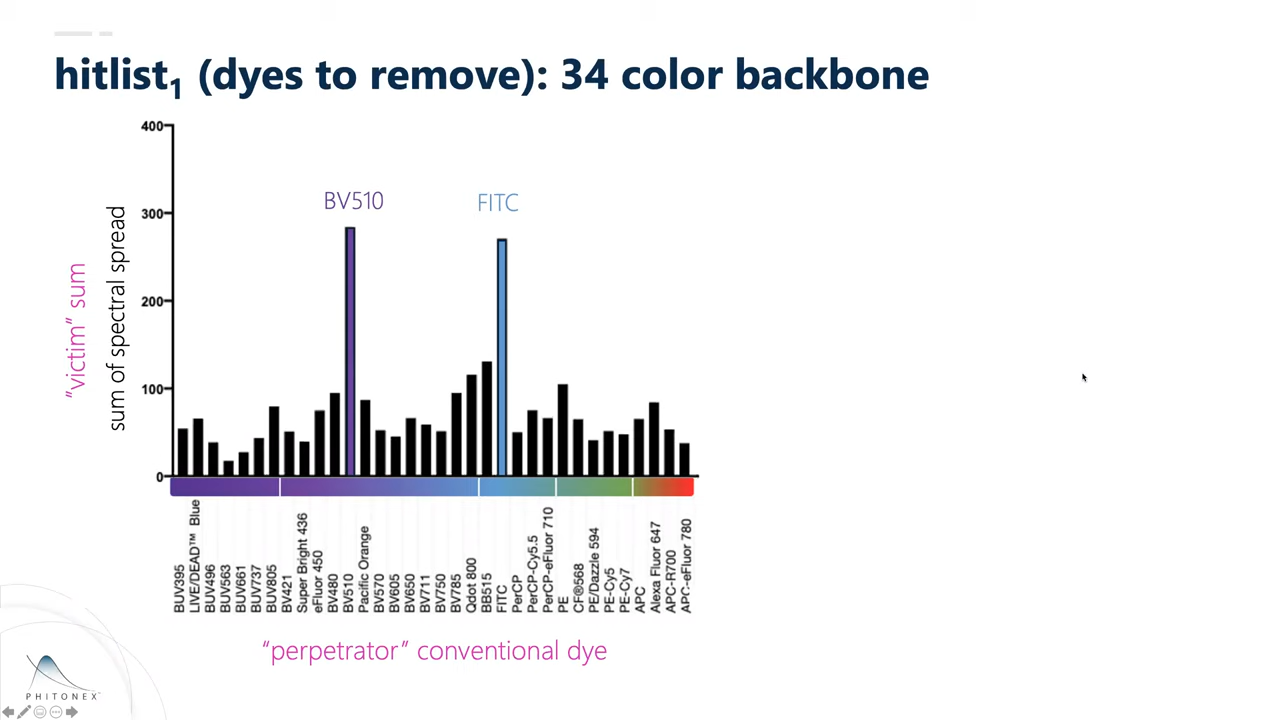 hitlist₁ (dyes to remove): 34 color backbone
400
300
200
100
0
"victim" sum
sum of spectral spread
BV510
FITC
BUV395
LIVE/DEAD™ Blue
BUV496
BUV563
BUV661
BUV737
BUV805
BV421
Super Bright 436
eFluor 450
BV480
BV510
Pacific Orange
BV570
BV605
BV650
BV711
BV750
BV785
Qdot 800
BB515
FITC
PerCP
PerCP-Cy5.5
PerCP-eFluor 710
PE
CF®568
PE/Dazzle 594
PE-Cy5
PE-Cy7
APC
Alexa Fluor 647
APC-R700
APC-eFluor 780
"perpetrator" conventional dye
PHITONEX